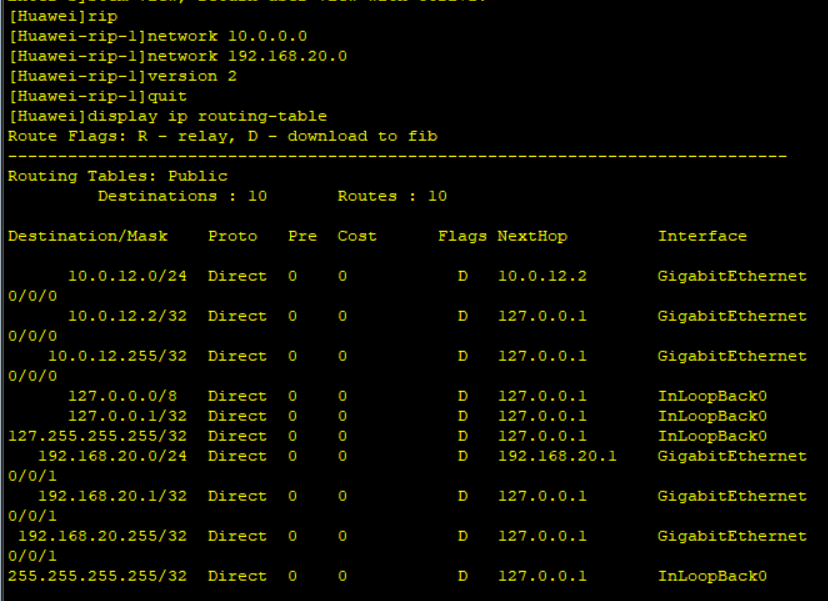 [Huawei]rip
[Huawei-rip-1]network 10.0.0.0
[Huawei-rip-1]network 192.168.20.0
[Huawei-rip-1]version 2
[Huawei-rip-1]quit
[Huawei]display ip routing-table
Route Flags: R - relay, D - download to fib
------------------------------------------------------------------------------
Routing Tables: Public
         Destinations : 10       Routes : 10

Destination/Mask    Proto   Pre  Cost      Flags NextHop         Interface

      10.0.12.0/24  Direct  0    0           D   10.0.12.2       GigabitEthernet
0/0/0
      10.0.12.2/32  Direct  0    0           D   127.0.0.1       GigabitEthernet
0/0/0
    10.0.12.255/32  Direct  0    0           D   127.0.0.1       GigabitEthernet
0/0/0
      127.0.0.0/8   Direct  0    0           D   127.0.0.1       InLoopBack0
      127.0.0.1/32  Direct  0    0           D   127.0.0.1       InLoopBack0
127.255.255.255/32  Direct  0    0           D   127.0.0.1       InLoopBack0
   192.168.20.0/24  Direct  0    0           D   192.168.20.1    GigabitEthernet
0/0/1
   192.168.20.1/32  Direct  0    0           D   127.0.0.1       GigabitEthernet
0/0/1
 192.168.20.255/32  Direct  0    0           D   127.0.0.1       GigabitEthernet
0/0/1
255.255.255.255/32  Direct  0    0           D   127.0.0.1       InLoopBack0